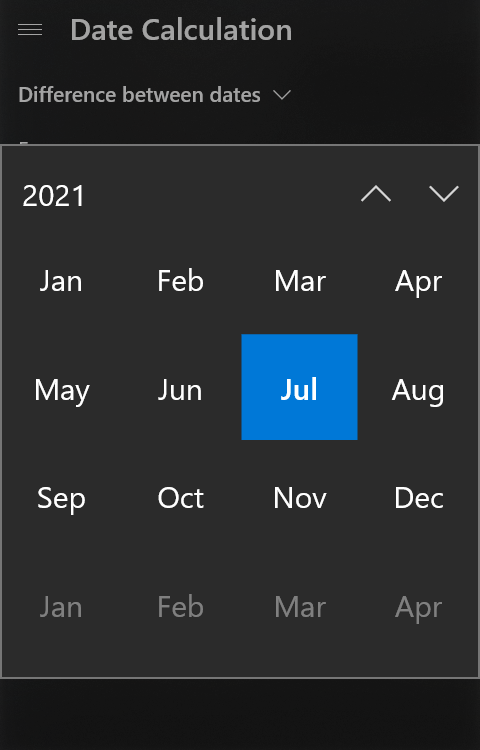 Date Calculation
Difference between dates
2021
Jan Feb Mar Apr
May Jun Jul Aug
Sep Oct Nov Dec
Jan Feb Mar Apr